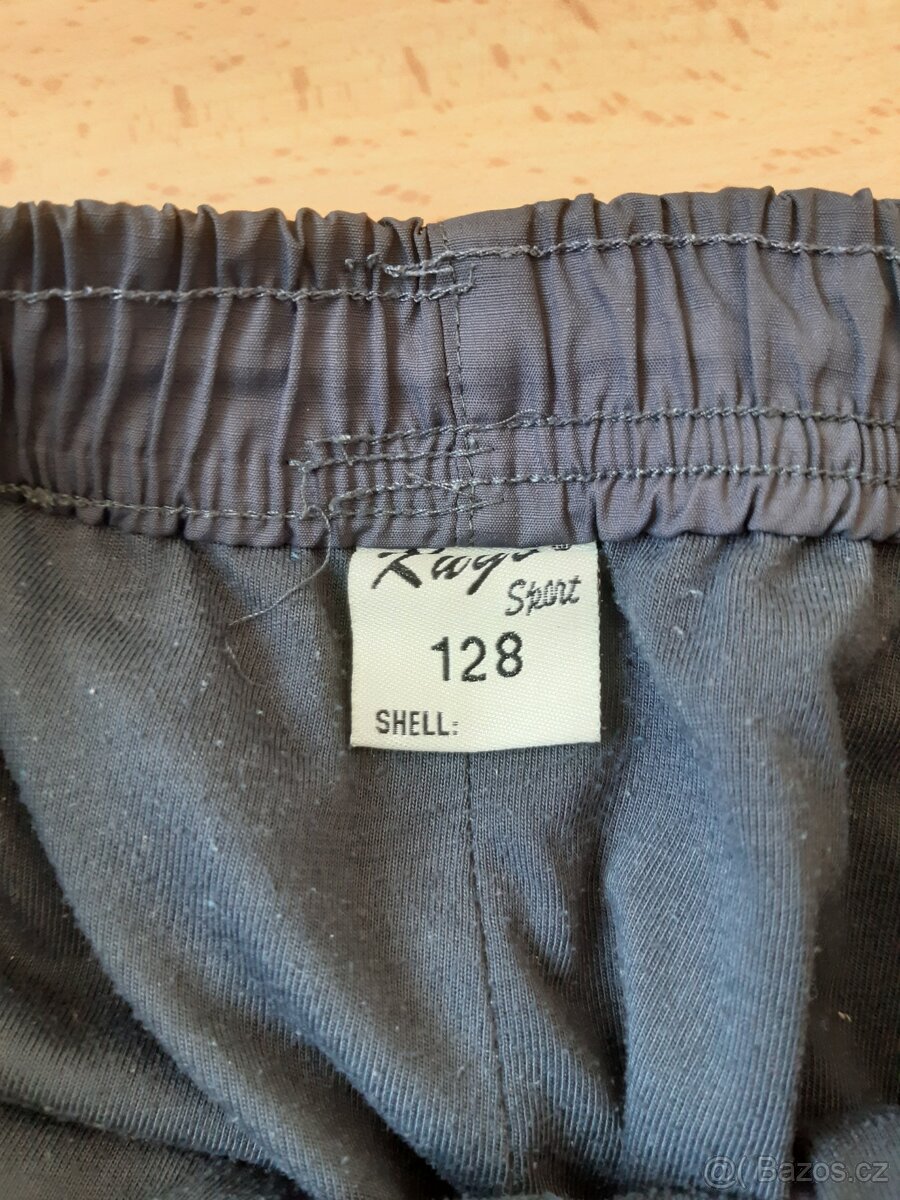 Sport
128
SHELL:
@( Bazos.cz